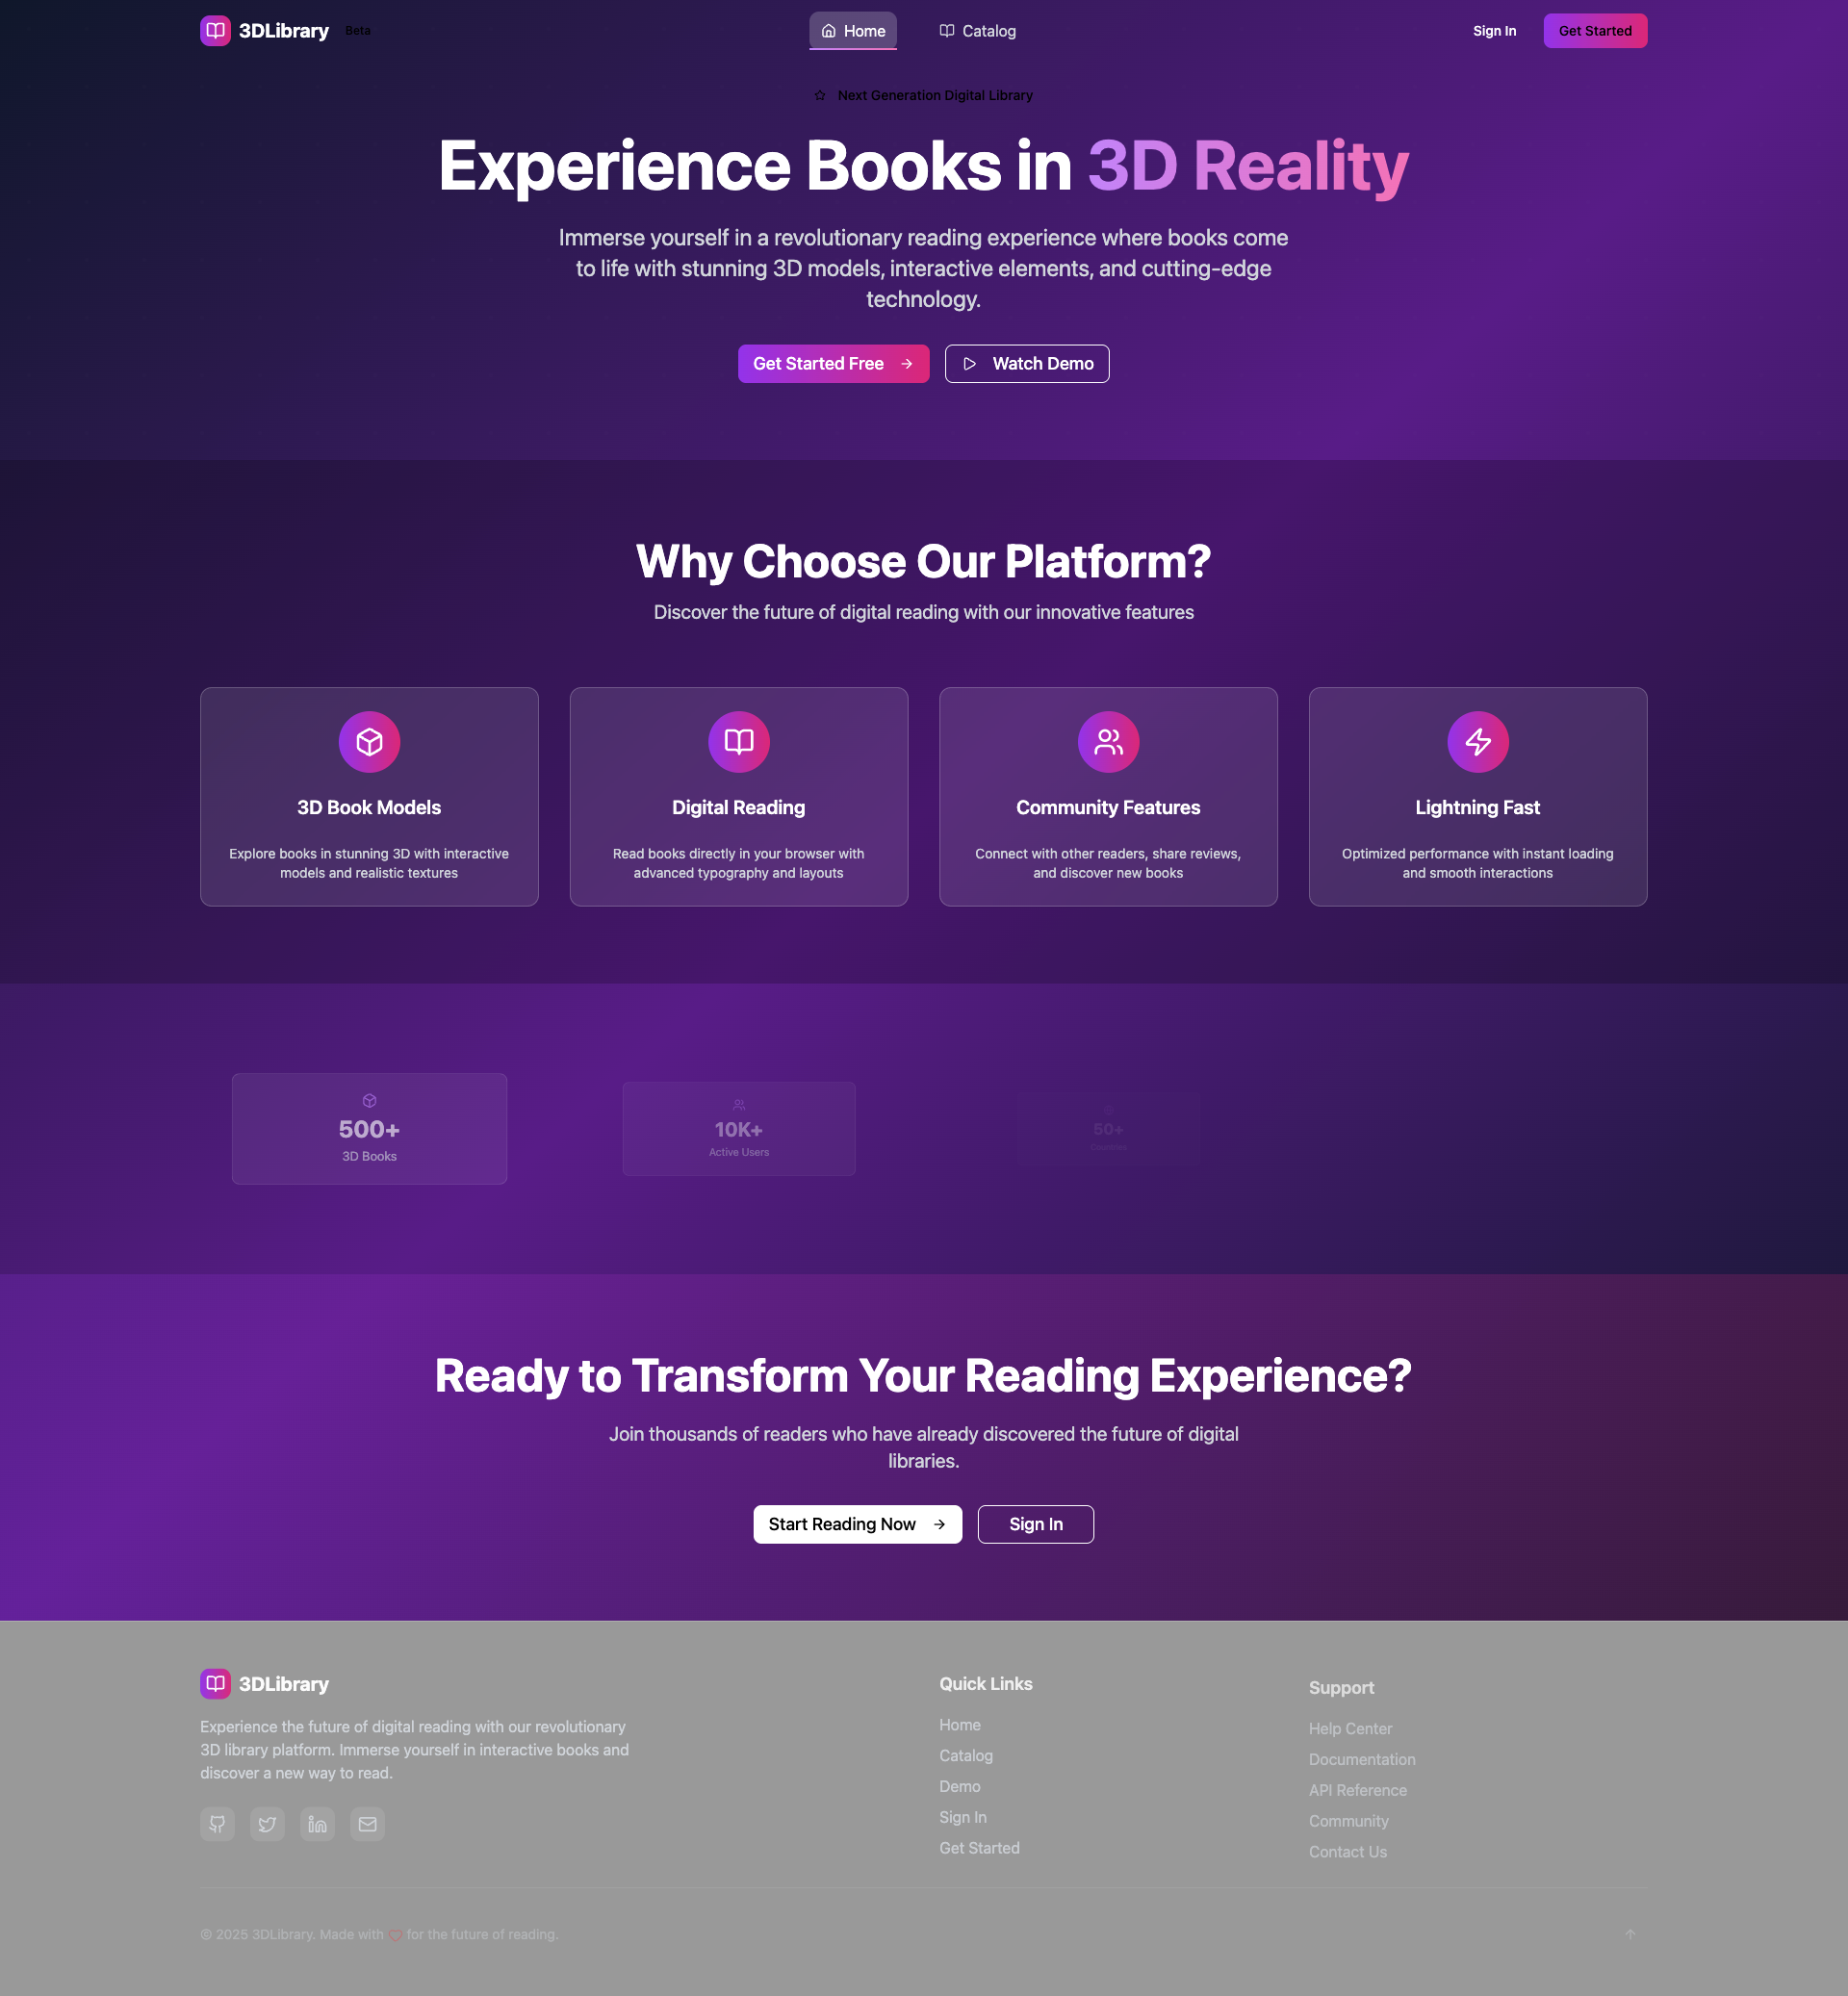 3DLibrary Beta
Home
Catalog
Sign In
Get Started
Next Generation Digital Library
Experience Books in 3D Reality
Immerse yourself in a revolutionary reading experience where books come
to life with stunning 3D models, interactive elements, and cutting-edge
technology.
Get Started Free
Watch Demo
Why Choose Our Platform?
Discover the future of digital reading with our innovative features
3D Book Models
Explore books in stunning 3D with interactive
models and realistic textures
Digital Reading
Read books directly in your browser with
advanced typography and layouts
Community Features
Connect with other readers, share reviews,
and discover new books
Lightning Fast
Optimized performance with instant loading
and smooth interactions
500+
3D Books
10K+
Active Users
50+
Ready to Transform Your Reading Experience?
Join thousands of readers who have already discovered the future of digital
libraries.
Start Reading Now
Sign In
3DLibrary
Experience the future of digital reading with our revolutionary
3D library platform. Immerse yourself in interactive books and
discover a new way to read.
Quick Links
Home
Catalog
Demo
Sign In
Get Started
Support
Help Center
Documentation
API Reference
Community
Contact Us
© 2025 3DLibrary. Made with for the future of reading.